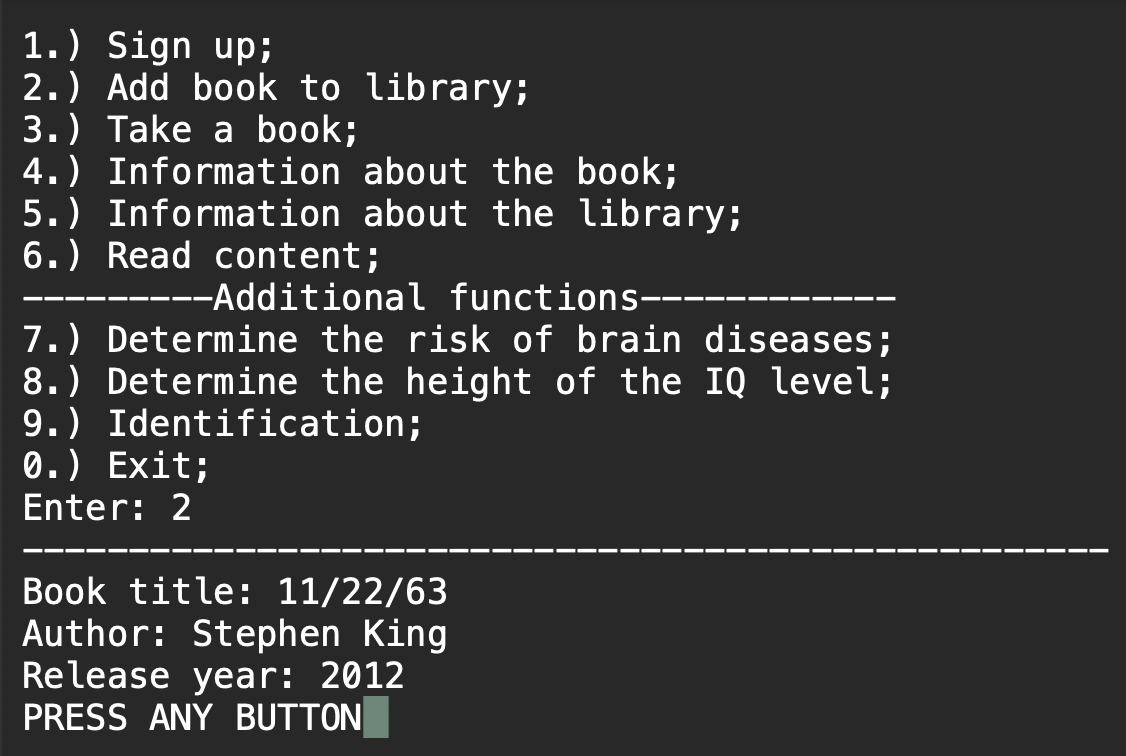 1.) Sign up;
2.) Add book to library;
3.) Take a book;
4.) Information about the book;
5.) Information about the library;
6.) Read content;
---------Additional functions------------
7.) Determine the risk of brain diseases;
8.) Determine the height of the IQ level;
9.) Identification;
0.) Exit;
Enter: 2
---------------------------------------------------
Book title: 11/22/63
Author: Stephen King
Release year: 2012
PRESS ANY BUTTON